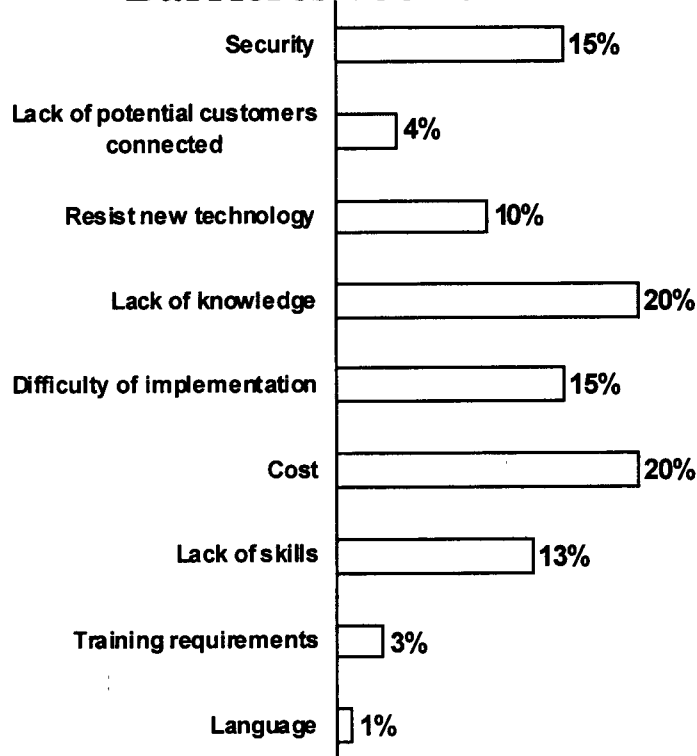 Security 15%
Lack of potential customers
connected 4%
Resist new technology 10%
Lack of knowledge 20%
Difficulty of implementation 15%
Cost 20%
Lack of skills 13%
Training requirements 3%
Language 1%